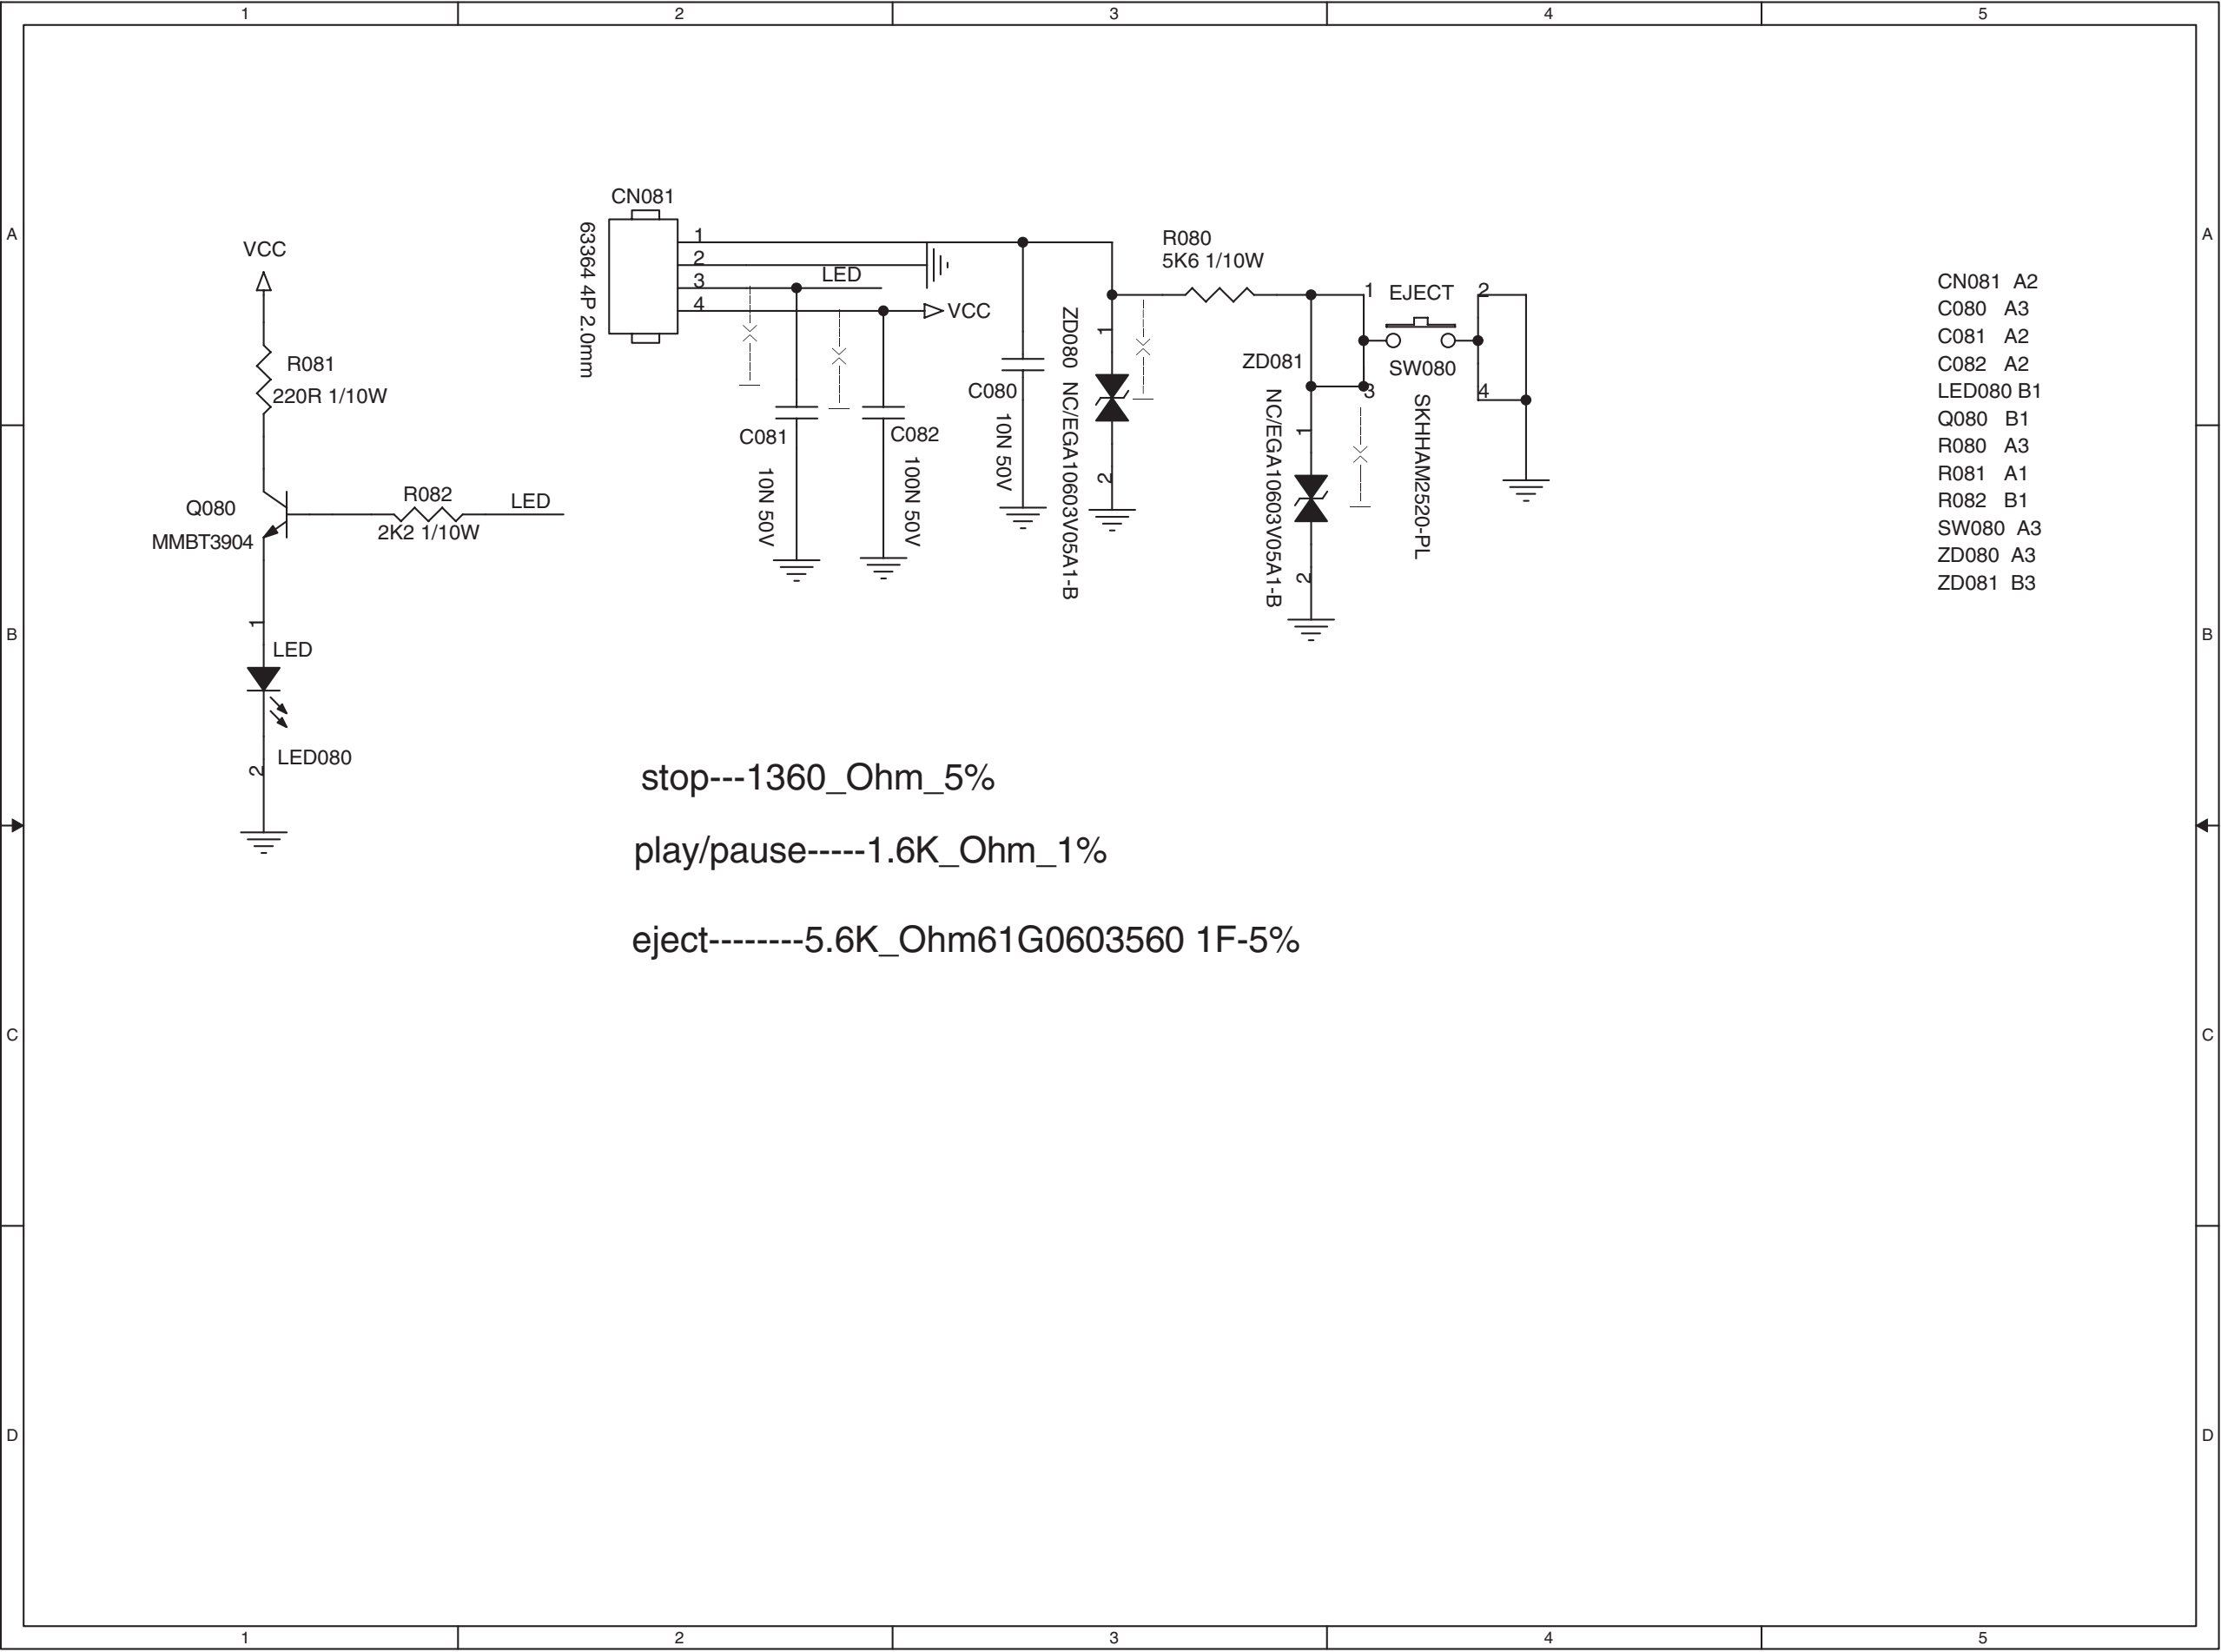 1 2 3 4 5
A
A
B
B
C
C
D
D
VCC
R081
220R 1/10W
Q080
MMBT3904
R082
2K2 1/10W
LED
1
LED
LED080
2
CN081
63364 4P 2.0mm
1
2
3
4
LED
VCC
C081
10N 50V
C082
100N 50V
C080
10N 50V
ZD080 NC/EGA10603V05A1-B
1
2
R080
5K6 1/10W
ZD081
NC/EGA10603V05A1-B
1
2
1 EJECT 2
SW080
3
4
SKHHAM2520-PL
CN081 A2
C080 A3
C081 A2
C082 A2
LED080 B1
Q080 B1
R080 A3
R081 A1
R082 B1
SW080 A3
ZD080 A3
ZD081 B3
stop---1360_Ohm_5%
play/pause-----1.6K_Ohm_1%
eject--------5.6K_Ohm61G0603560 1F-5%
1 2 3 4 5